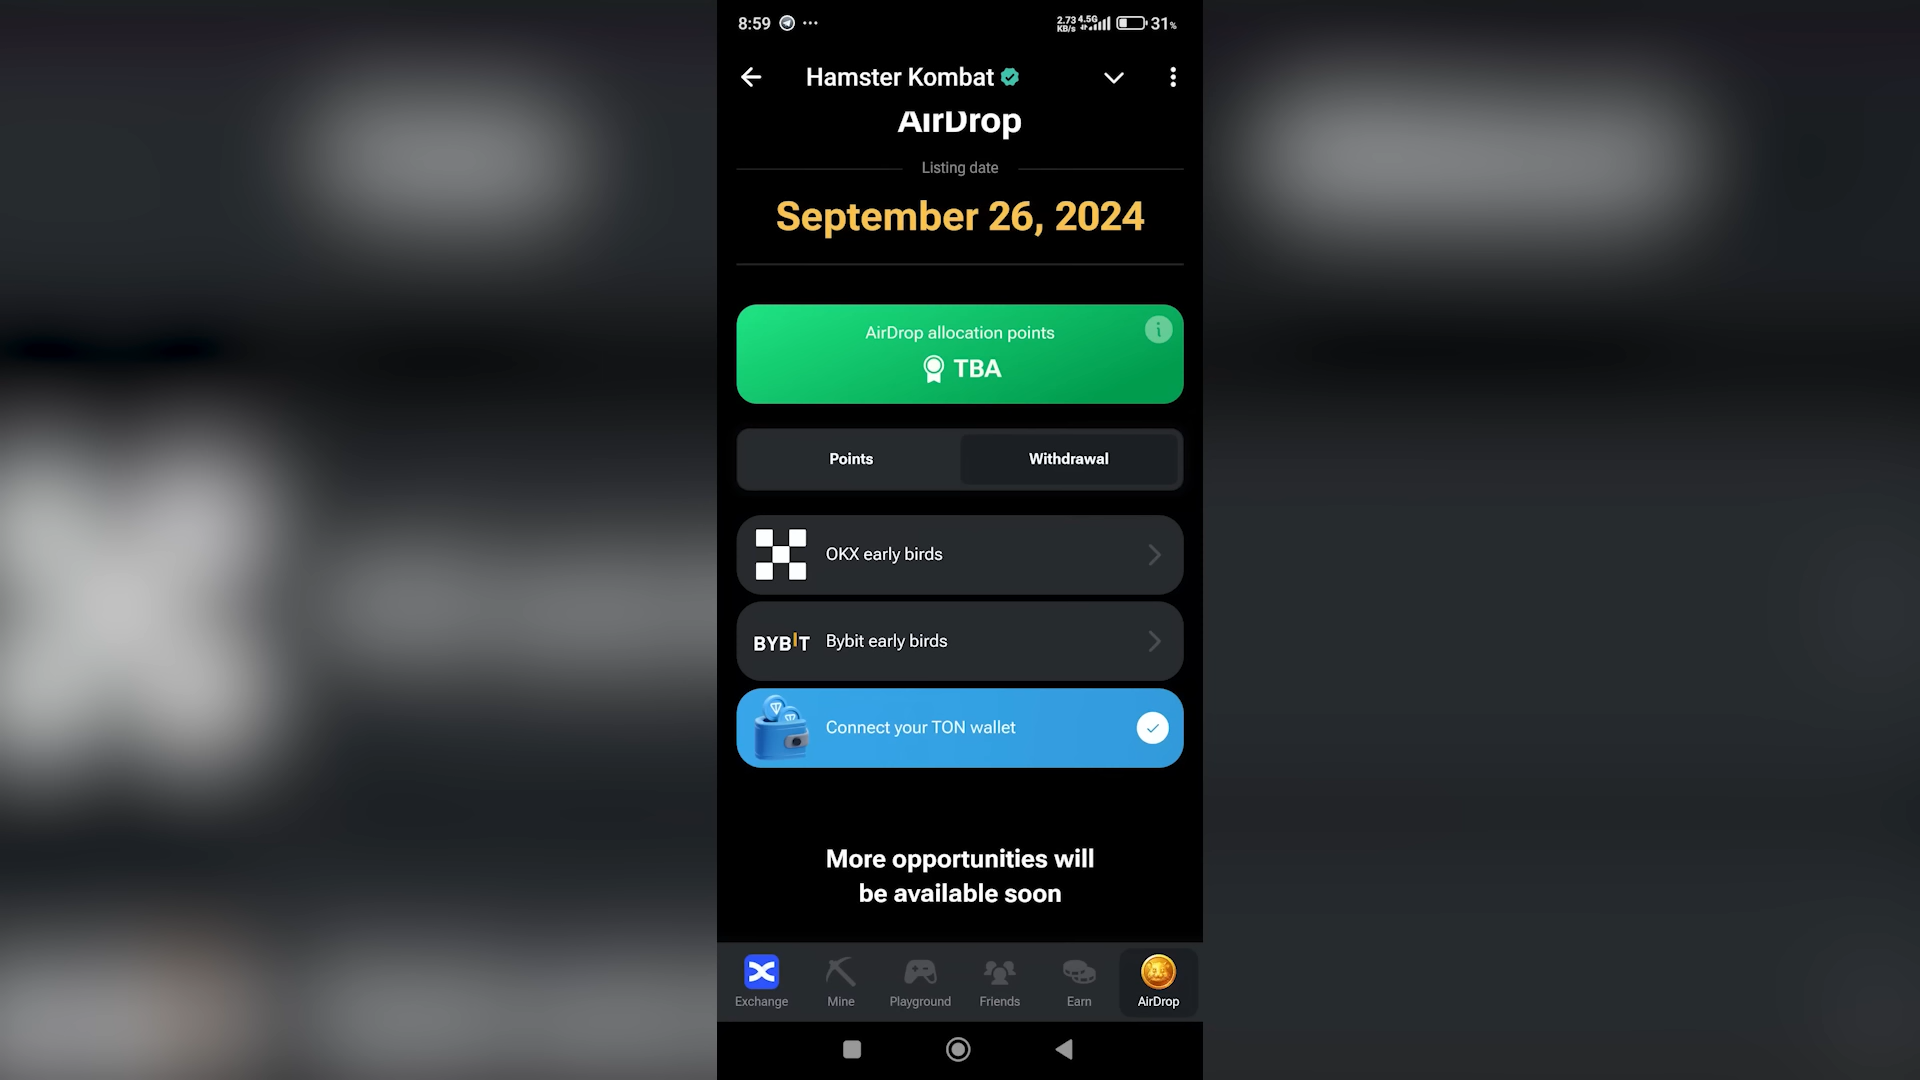 8:59
2.73 KB/s 4.5G 31%
Hamster Kombat
AirDrop
Listing date
September 26, 2024
AirDrop allocation points
TBA
Points Withdrawal
OKX early birds
BYBIT Bybit early birds
Connect your TON wallet
More opportunities will
be available soon
Exchange Mine Playground Friends Earn AirDrop